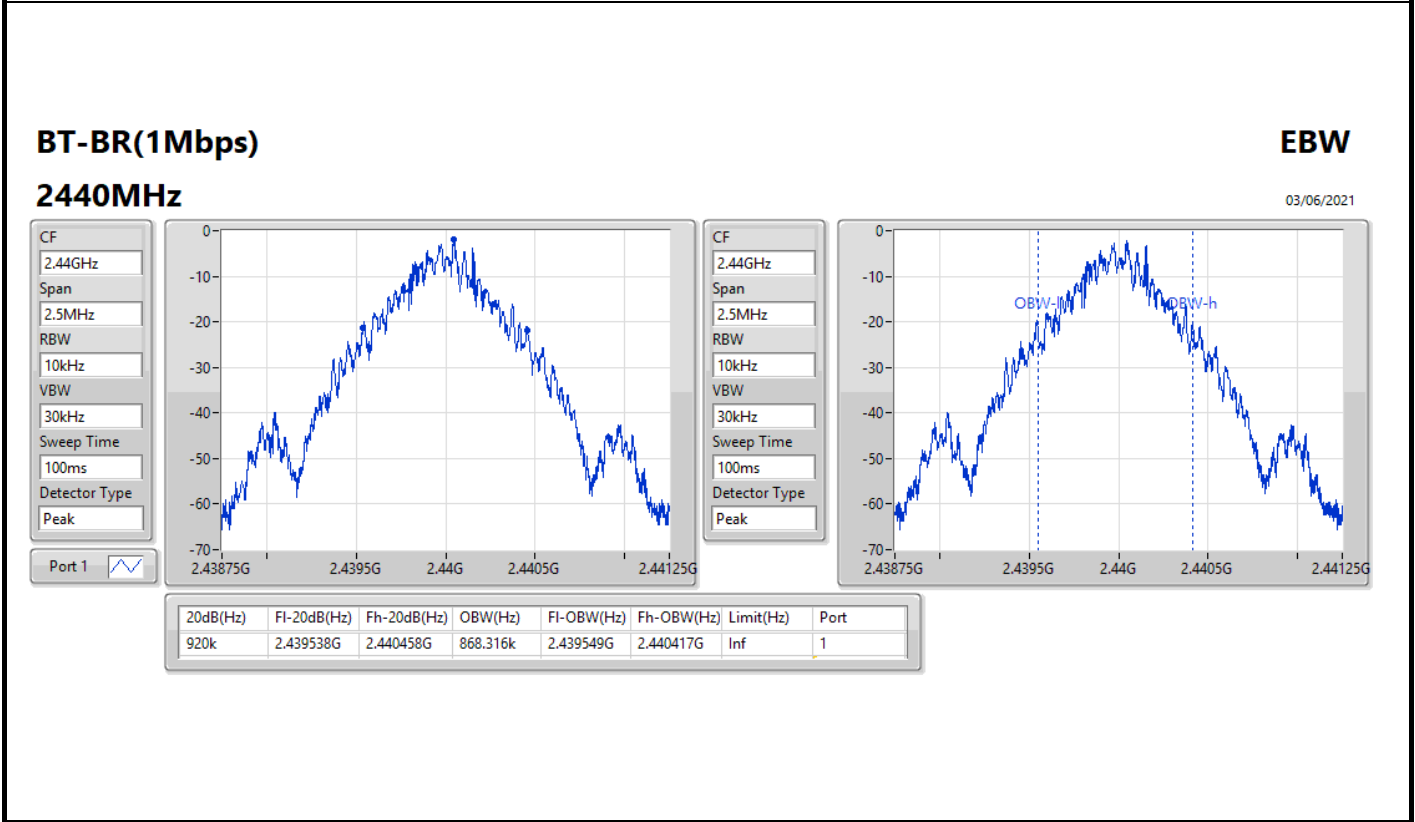 BT-BR(1Mbps)
EBW
2440MHz
03/06/2021
CF
2.44GHz
Span
2.5MHz
RBW
10kHz
VBW
30kHz
Sweep Time
100ms
Detector Type
Peak
Port 1
0
-10
-20
-30
-40
-50
-60
-70
2.43875G 2.4395G 2.44G 2.4405G 2.44125G
CF
2.44GHz
Span
2.5MHz
RBW
10kHz
VBW
30kHz
Sweep Time
100ms
Detector Type
Peak
0
-10
-20
-30
-40
-50
-60
-70
OBW-l OBW-h
2.43875G 2.4395G 2.44G 2.4405G 2.44125G
20dB(Hz) Fl-20dB(Hz) Fh-20dB(Hz) OBW(Hz) Fl-OBW(Hz) Fh-OBW(Hz) Limit(Hz) Port
920k 2.439538G 2.440458G 868.316k 2.439549G 2.440417G Inf 1